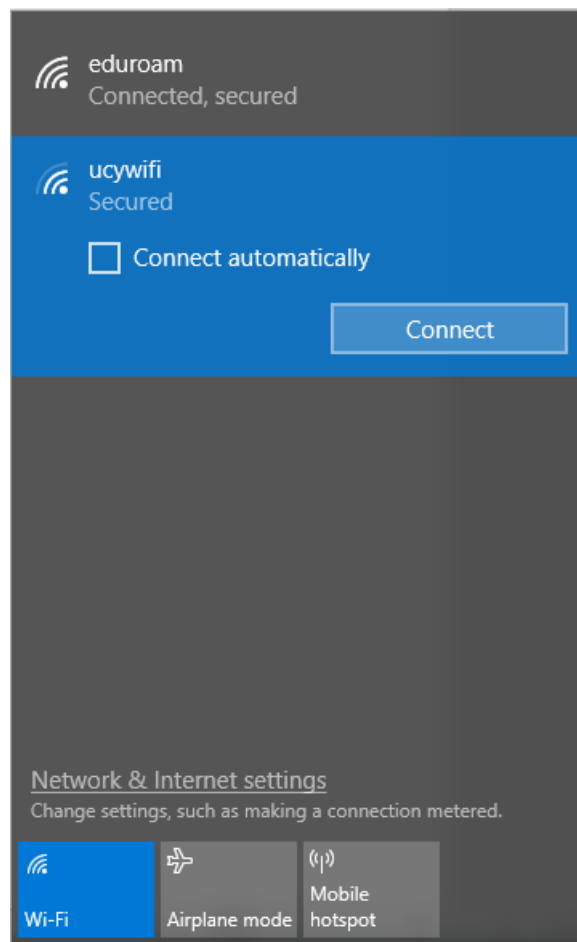 eduroam
Connected, secured
ucywifi
Secured
Connect automatically
Connect
Network & Internet settings
Change settings, such as making a connection metered.
Wi-Fi
Airplane mode
Mobile
hotspot